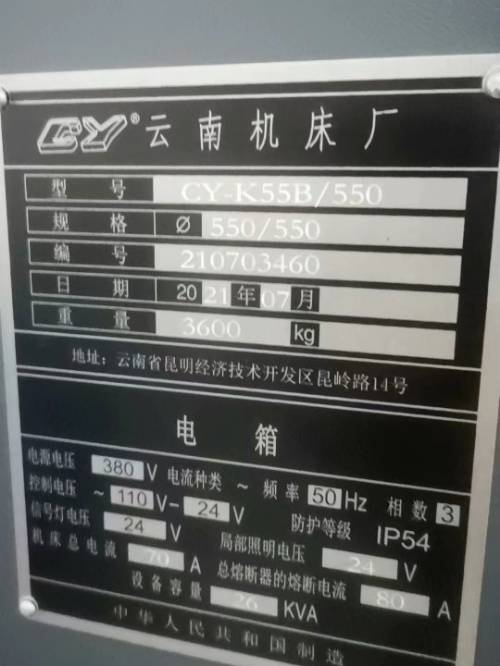 CY® 云南机床厂
型号 CY-K55B/550
规格 Ø 550/550
编号 210703460
日期 2021年07月
重量 3600 kg
地址：云南省昆明经济技术开发区昆岭路14号
电箱
电源电压 380 V 电流种类 ~ 频率 50 Hz 相数 3
控制电压 ~ 110 V- 24 V 防护等级 IP54
信号灯电压 24 V 局部照明电压 24 V
机床总电流 70 A 总熔断器的熔断电流 80 A
设备容量 26 KVA
中华人民共和国制造